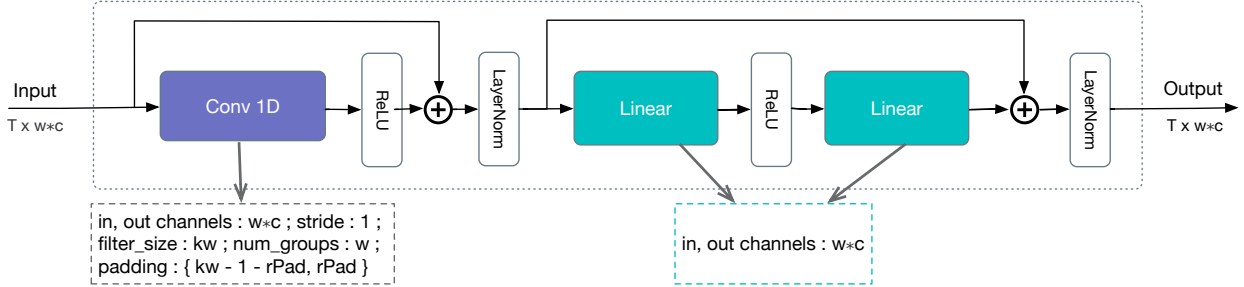 Input
T x w*c
Conv 1D
ReLU
LayerNorm
Linear
ReLU
Linear
LayerNorm
Output
T x w*c
in, out channels : w*c ; stride : 1 ;
filter_size : kw ; num_groups : w ;
padding : { kw - 1 - rPad, rPad }
in, out channels : w*c